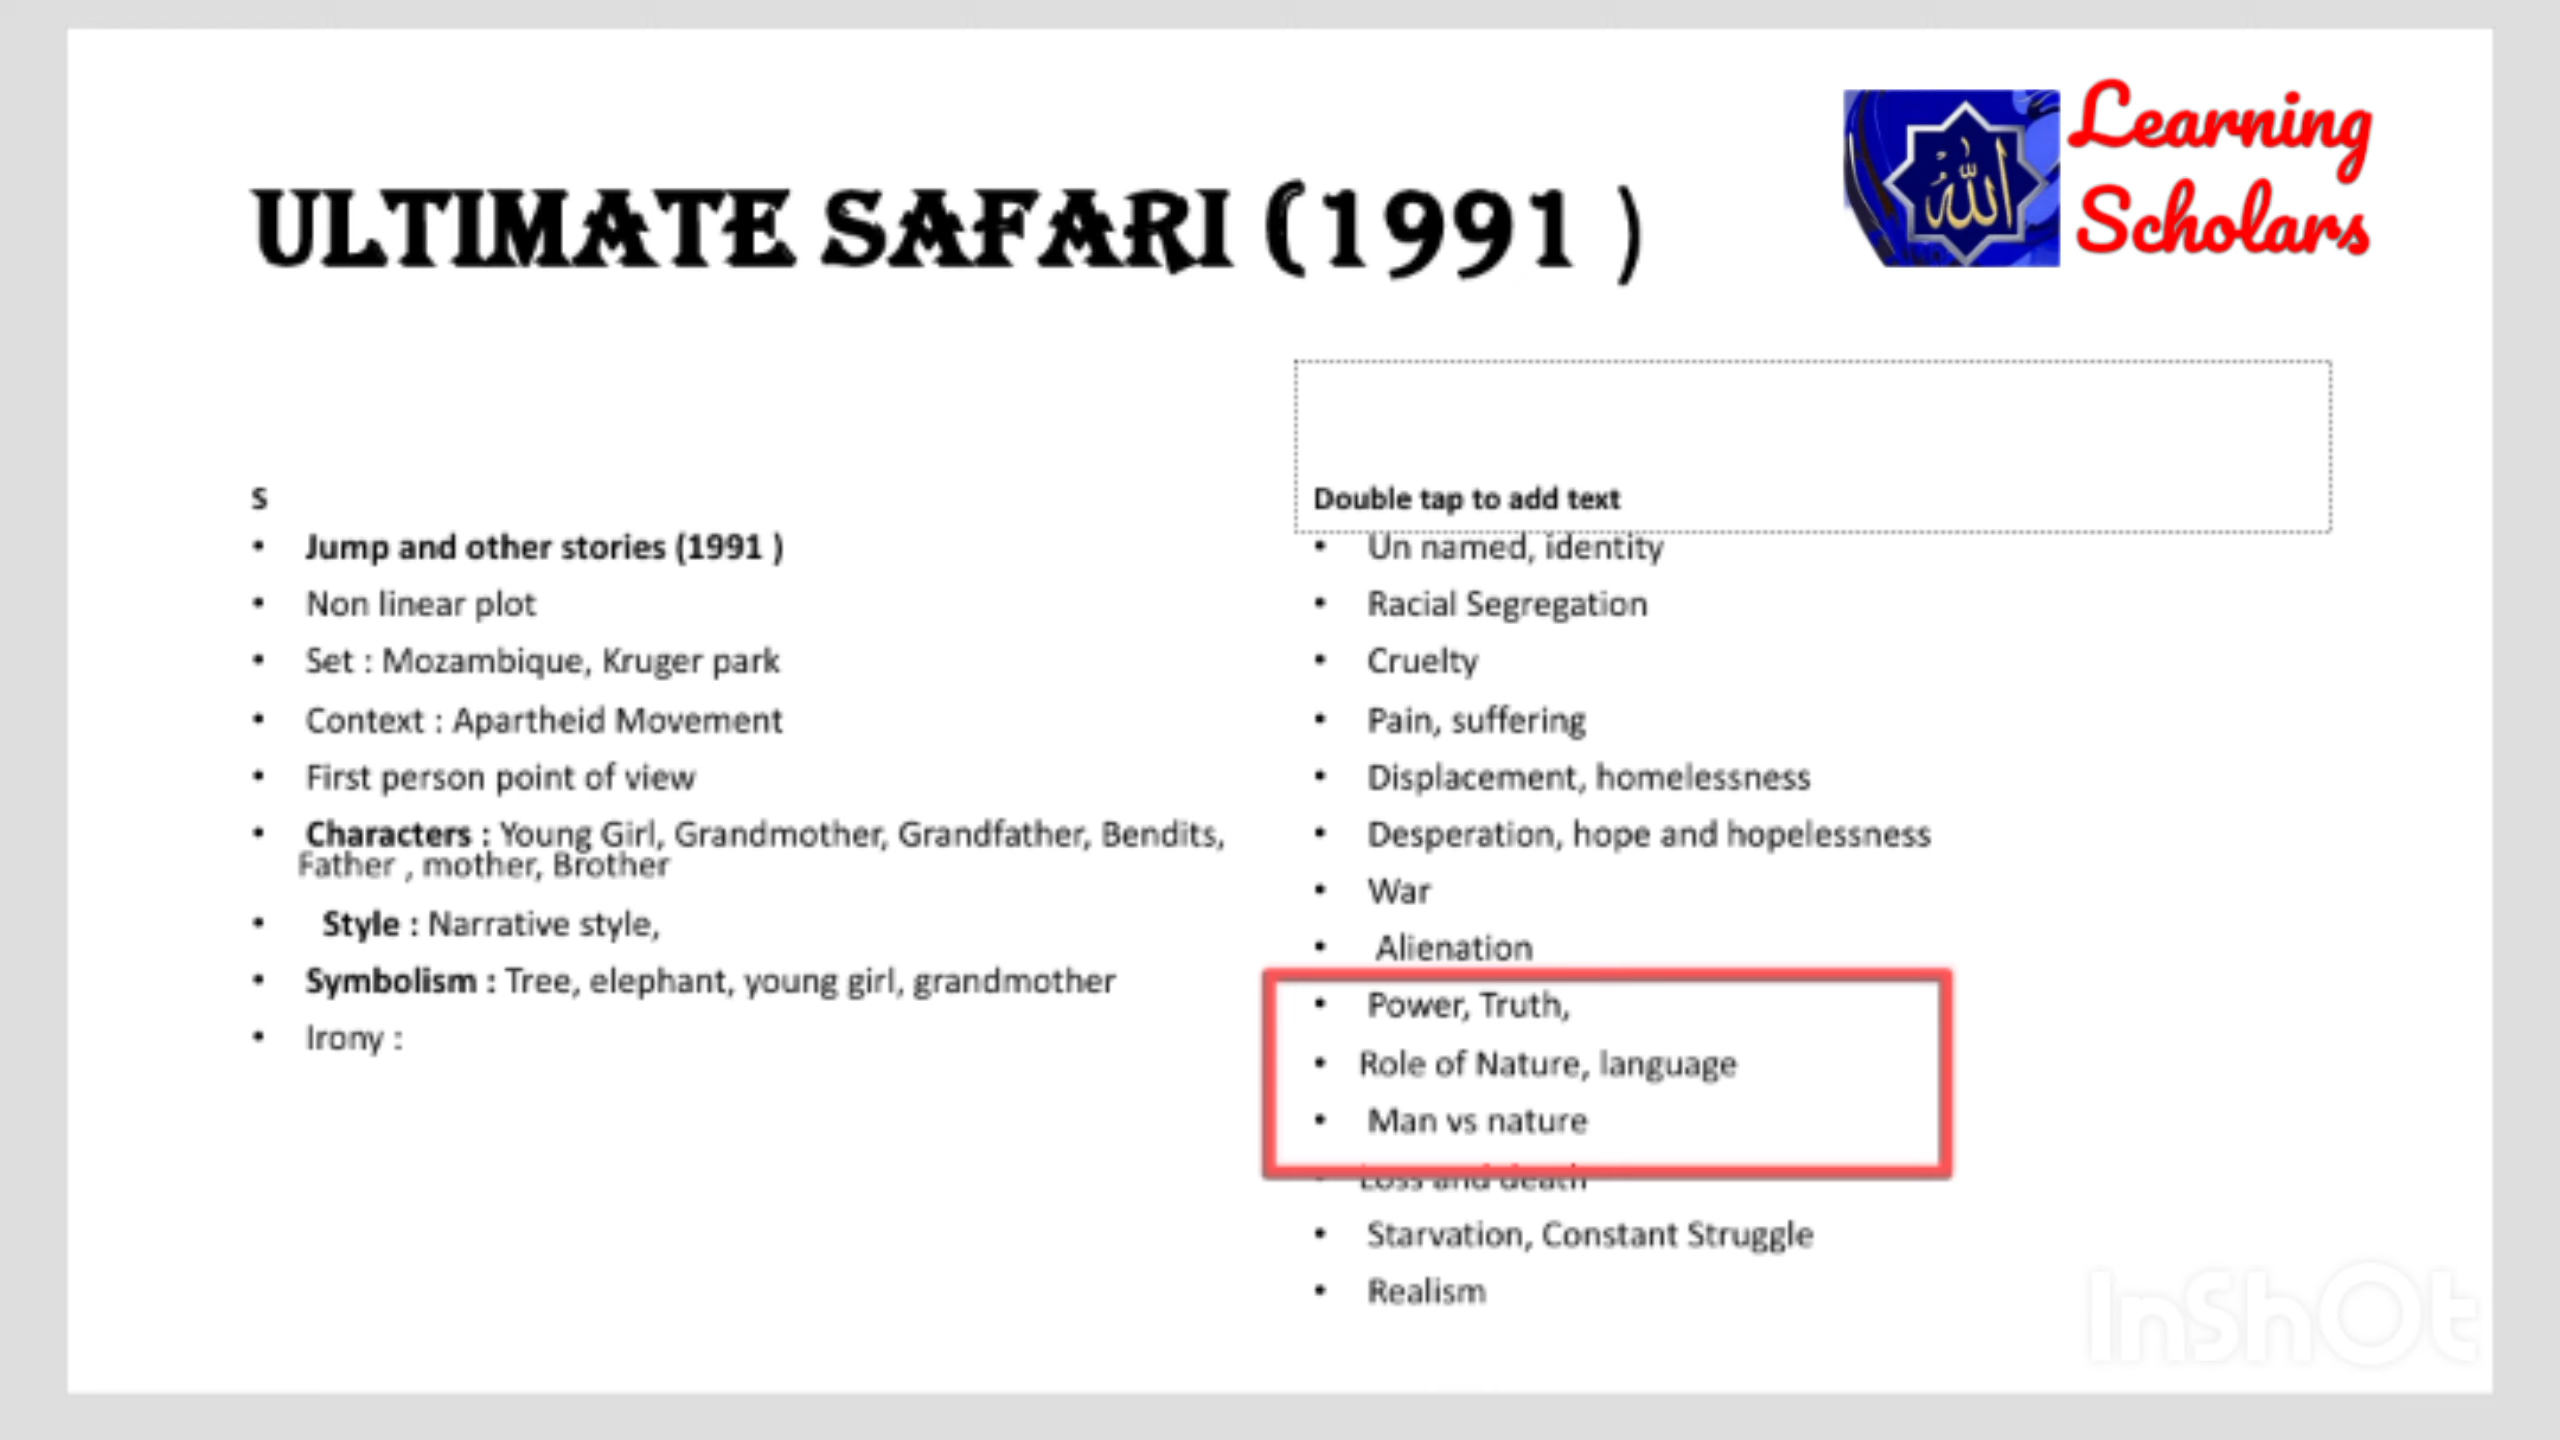 ULTIMATE SAFARI (1991 )
الله
Learning
Scholars
S
• Jump and other stories (1991 )
• Non linear plot
• Set : Mozambique, Kruger park
• Context : Apartheid Movement
• First person point of view
• Characters : Young Girl, Grandmother, Grandfather, Bendits,
Father , mother, Brother
• Style : Narrative style,
• Symbolism : Tree, elephant, young girl, grandmother
• Irony :
Double tap to add text
• Un named, identity
• Racial Segregation
• Cruelty
• Pain, suffering
• Displacement, homelessness
• Desperation, hope and hopelessness
• War
• Alienation
• Power, Truth,
• Role of Nature, language
• Man vs nature
• Loss and death
• Starvation, Constant Struggle
• Realism
InShOt